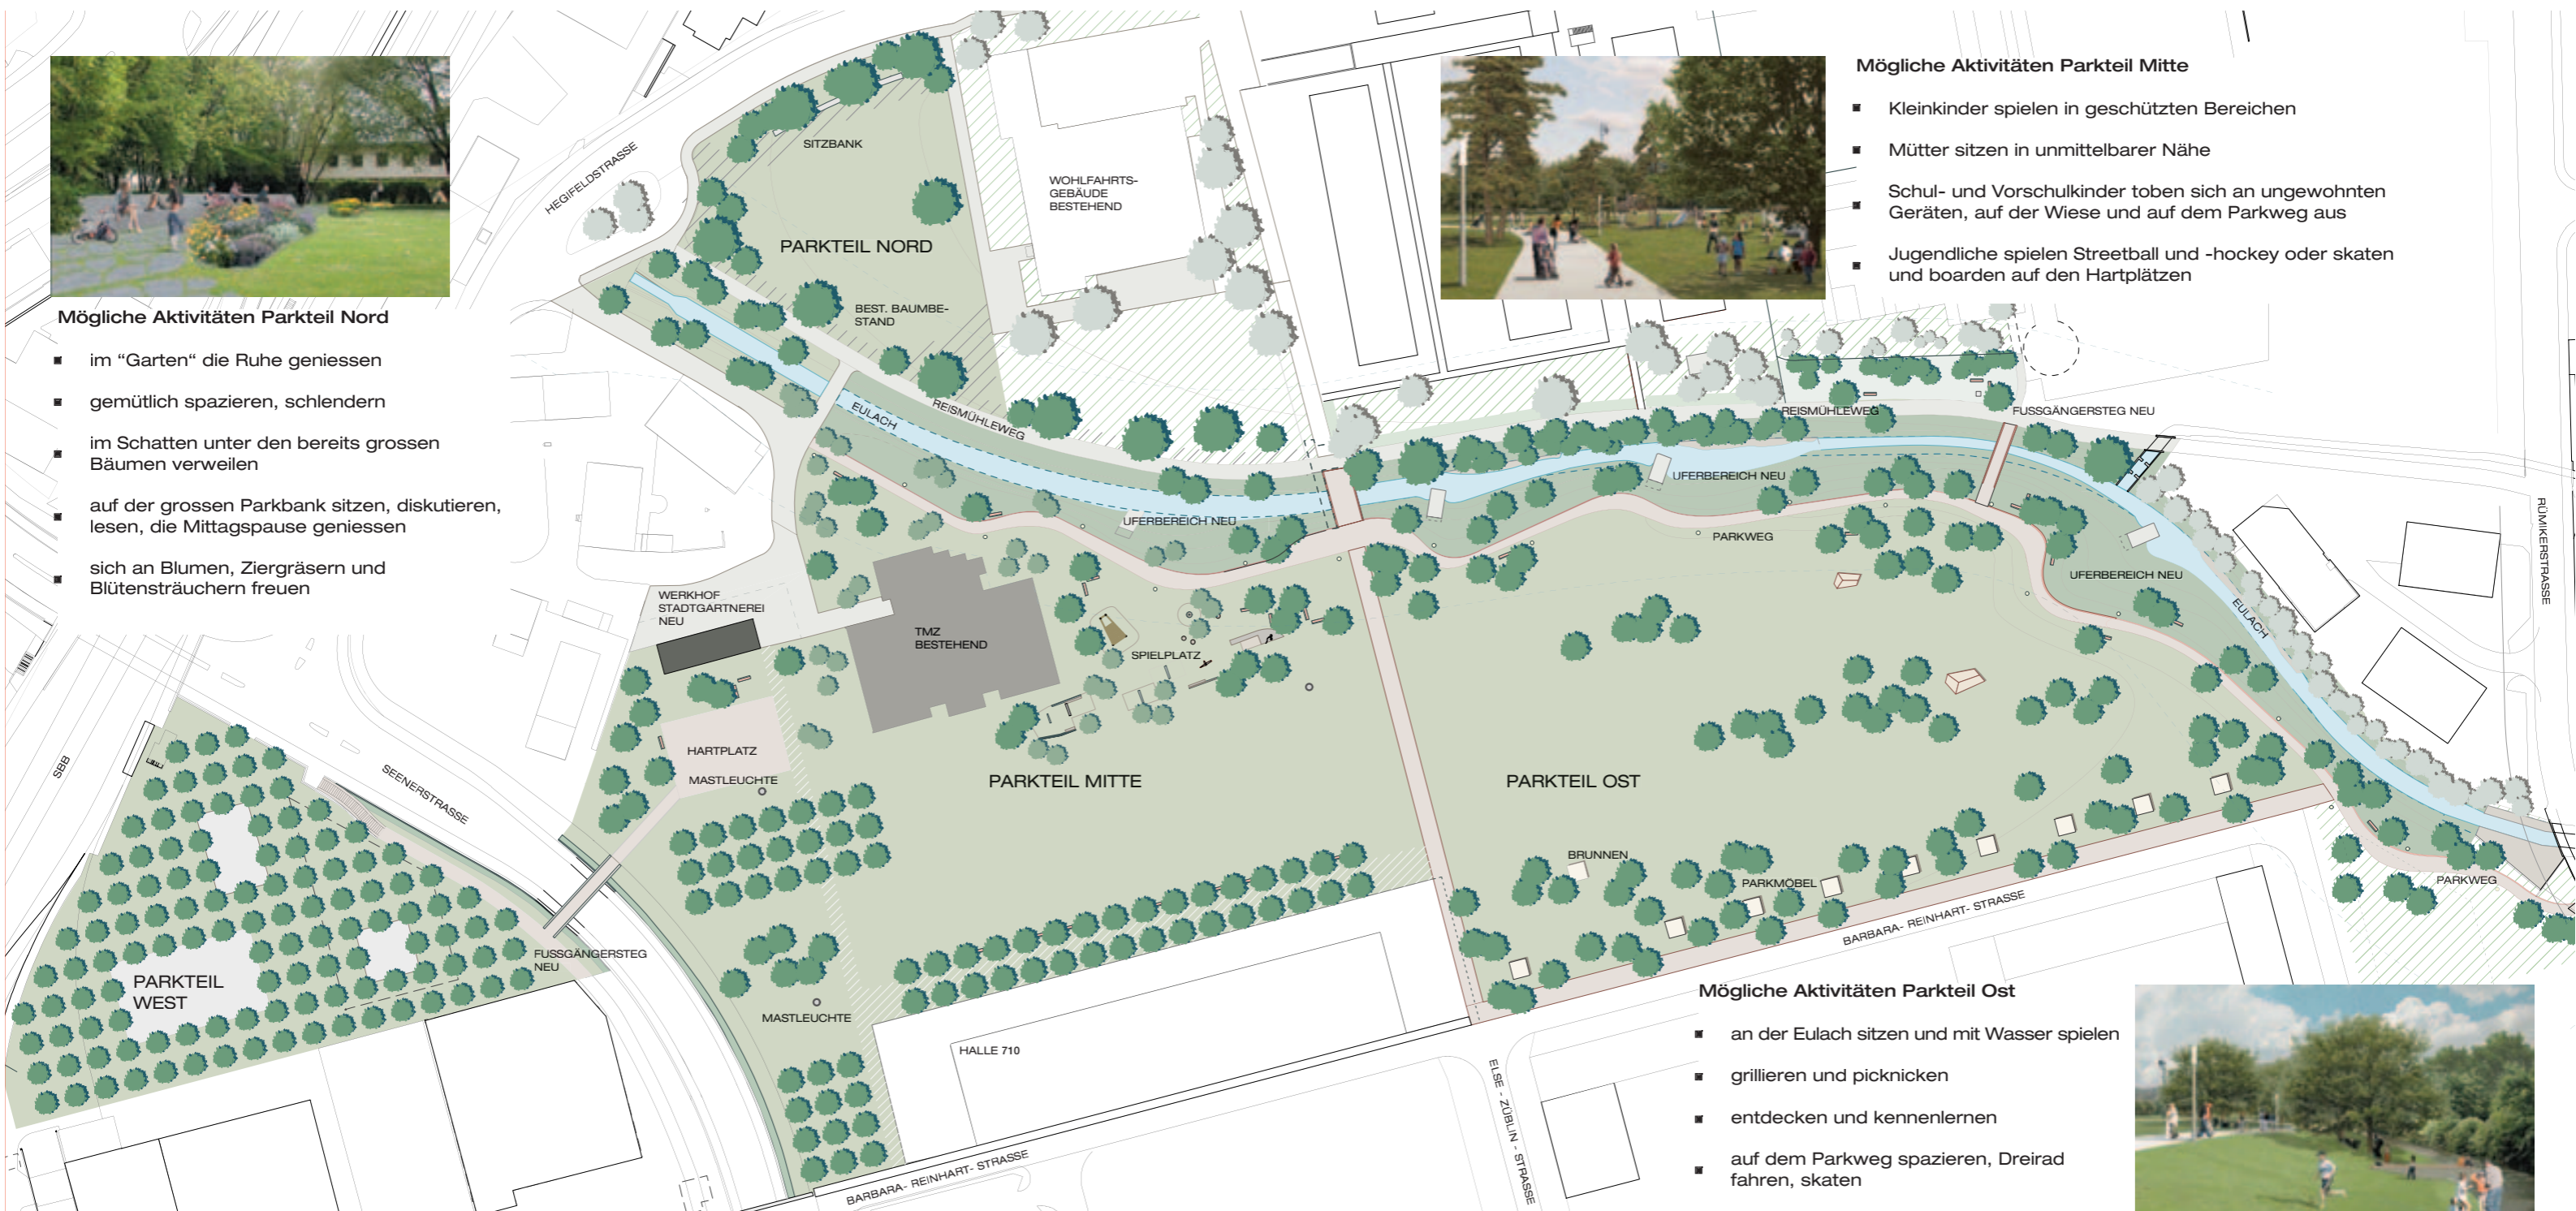 Mögliche Aktivitäten Parkteil Nord
im “Garten“ die Ruhe geniessen
gemütlich spazieren, schlendern
im Schatten unter den bereits grossen
Bäumen verweilen
auf der grossen Parkbank sitzen, diskutieren,
lesen, die Mittagspause geniessen
sich an Blumen, Ziergräsern und
Blütensträuchern freuen
Mögliche Aktivitäten Parkteil Mitte
Kleinkinder spielen in geschützten Bereichen
Mütter sitzen in unmittelbarer Nähe
Schul- und Vorschulkinder toben sich an ungewohnten
Geräten, auf der Wiese und auf dem Parkweg aus
Jugendliche spielen Streetball und -hockey oder skaten
und boarden auf den Hartplätzen
HEGIFELDSTRASSE
SITZBANK
WOHLFAHRTS-
GEBÄUDE
BESTEHEND
PARKTEIL NORD
BEST. BAUMBE-
STAND
EULACH
REISMÜHLEWEG
REISMÜHLEWEG
FUSSGÄNGERSTEG NEU
UFERBEREICH NEU
UFERBEREICH NEU
PARKWEG
UFERBEREICH NEU
EULACH
RÜMIKERSTRASSE
WERKHOF
STADTGÄRTNEREI
NEU
TMZ
BESTEHEND
SPIELPLATZ
HARTPLATZ
MASTLEUCHTE
PARKTEIL MITTE
PARKTEIL OST
SBB
SEENERSTRASSE
BRUNNEN
PARKMÖBEL
PARKWEG
BARBARA- REINHART- STRASSE
FUSSGÄNGERSTEG
NEU
PARKTEIL
WEST
MASTLEUCHTE
HALLE 710
ELSE - ZÜBLIN - STRASSE
BARBARA- REINHART- STRASSE
Mögliche Aktivitäten Parkteil Ost
an der Eulach sitzen und mit Wasser spielen
grillieren und picknicken
entdecken und kennenlernen
auf dem Parkweg spazieren, Dreirad
fahren, skaten